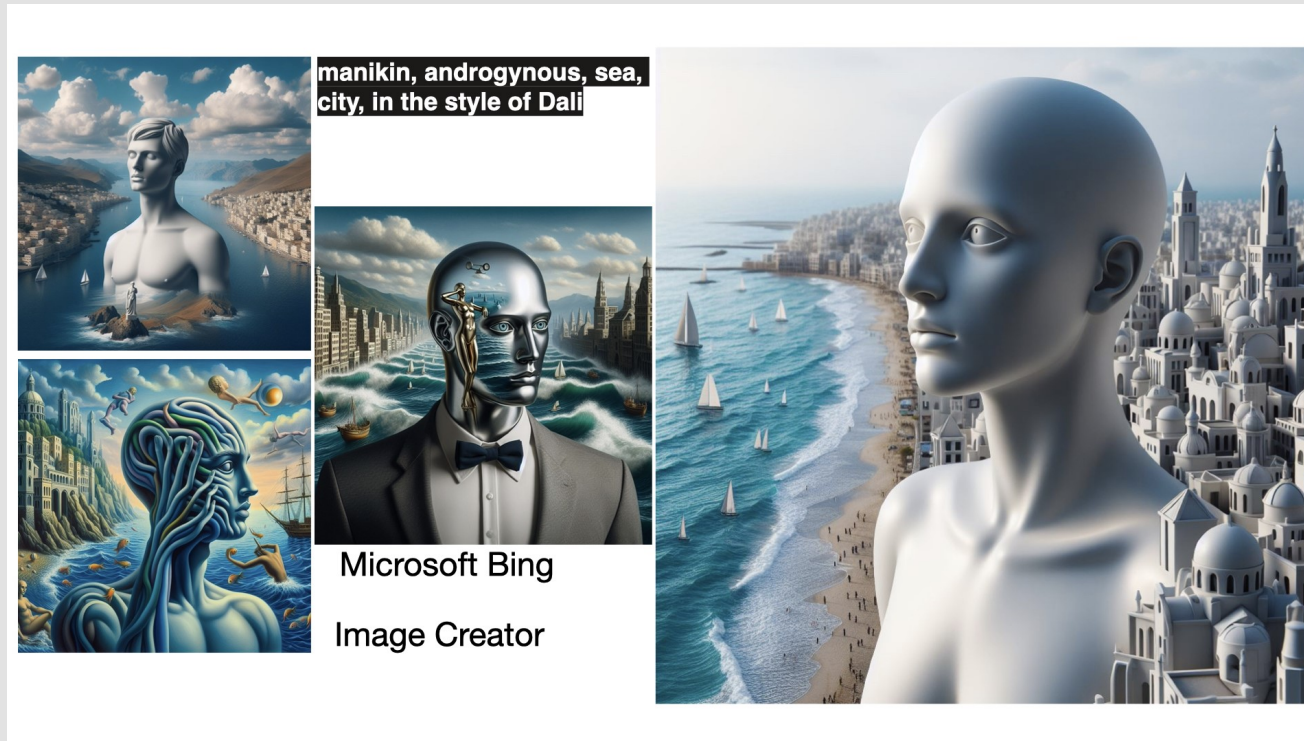 manikin, androgynous, sea,
city, in the style of Dali
Microsoft Bing
Image Creator